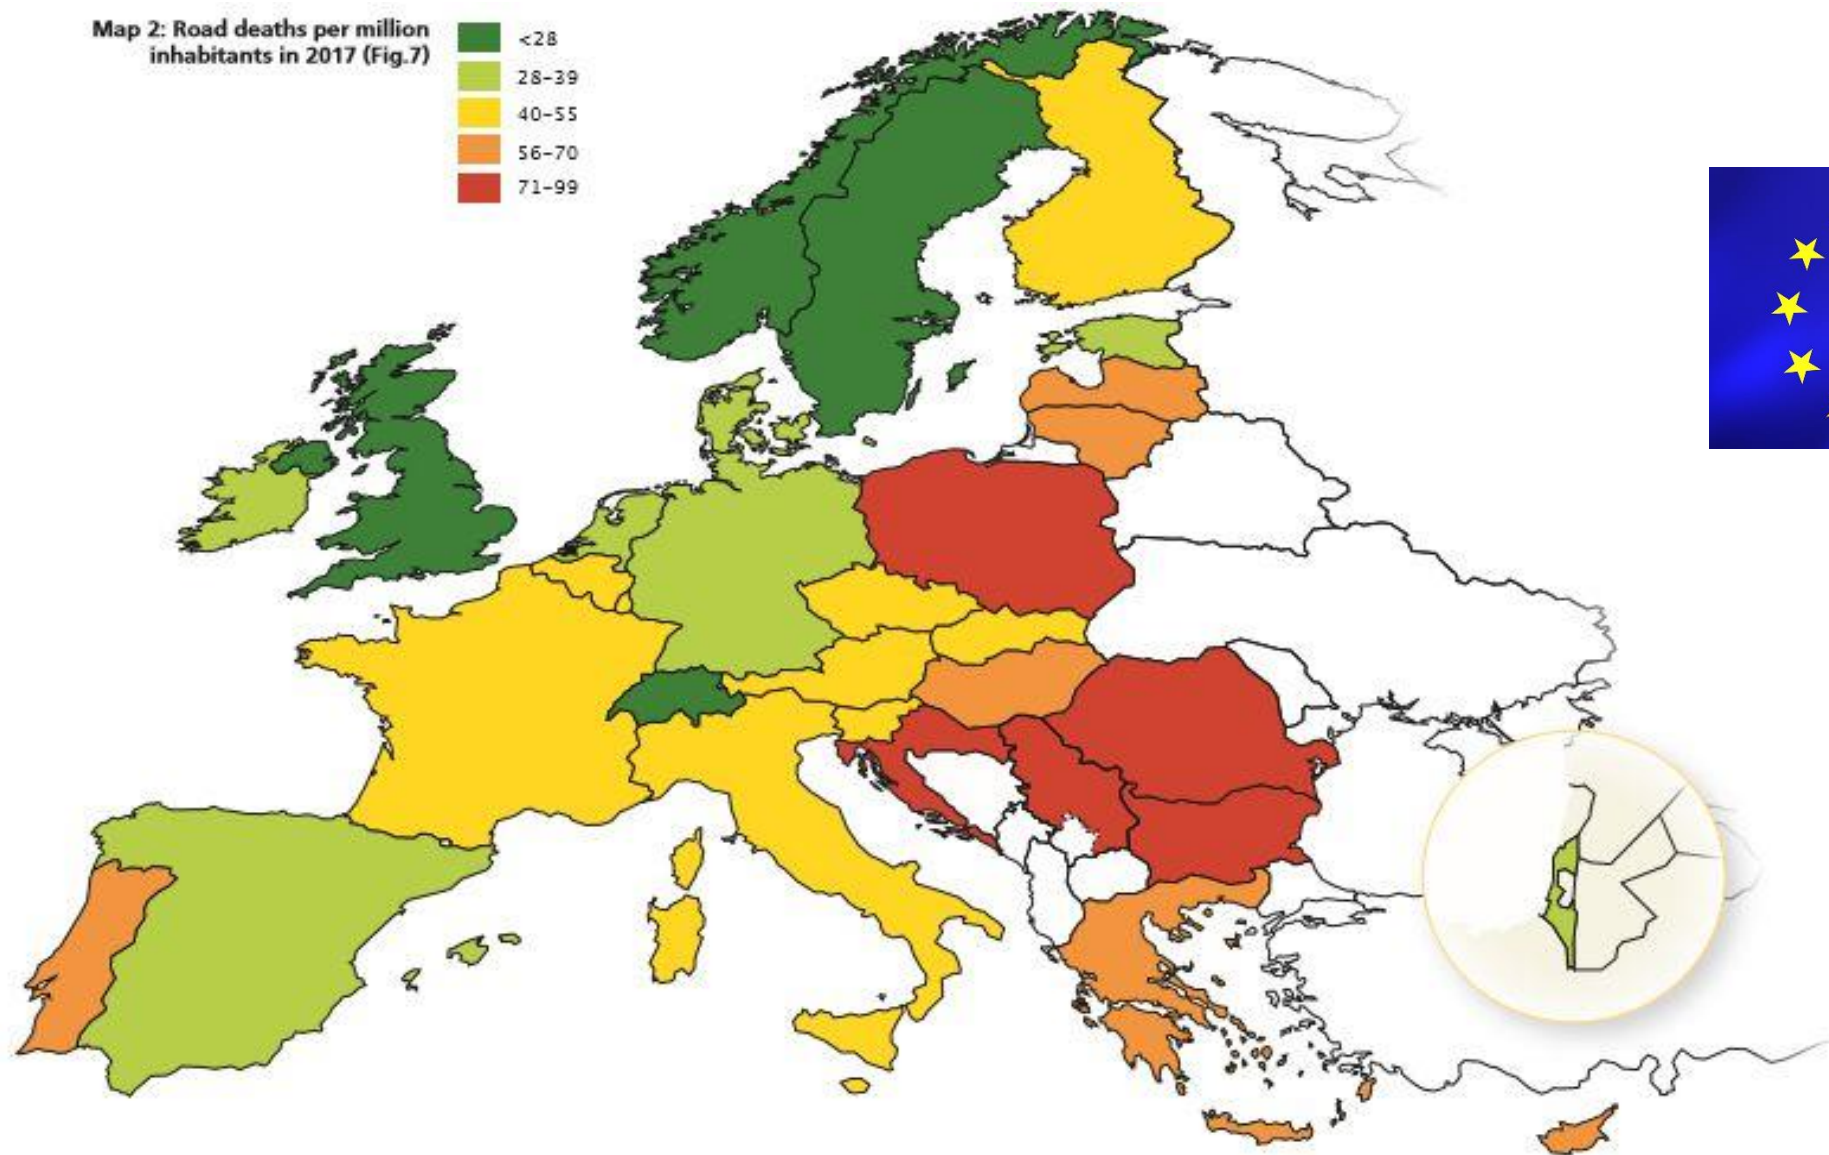 Map 2: Road deaths per million
inhabitants in 2017 (Fig.7)
<28
28-39
40-55
56-70
71-99